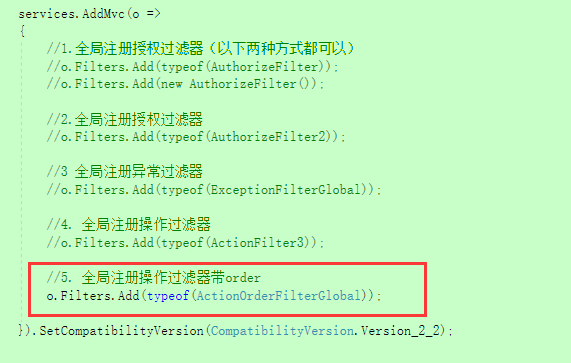 services.AddMvc(o =>
{
//1.全局注册授权过滤器（以下两种方式都可以）
//o.Filters.Add(typeof(AuthorizeFilter));
//o.Filters.Add(new AuthorizeFilter());
//2.全局注册授权过滤器
//o.Filters.Add(typeof(AuthorizeFilter2));
//3 全局注册异常过滤器
//o.Filters.Add(typeof(ExceptionFilterGlobal));
//4. 全局注册操作过滤器
//o.Filters.Add(typeof(ActionFilter3));
//5. 全局注册操作过滤器带order
o.Filters.Add(typeof(ActionOrderFilterGlobal));
}).SetCompatibilityVersion(CompatibilityVersion.Version_2_2);